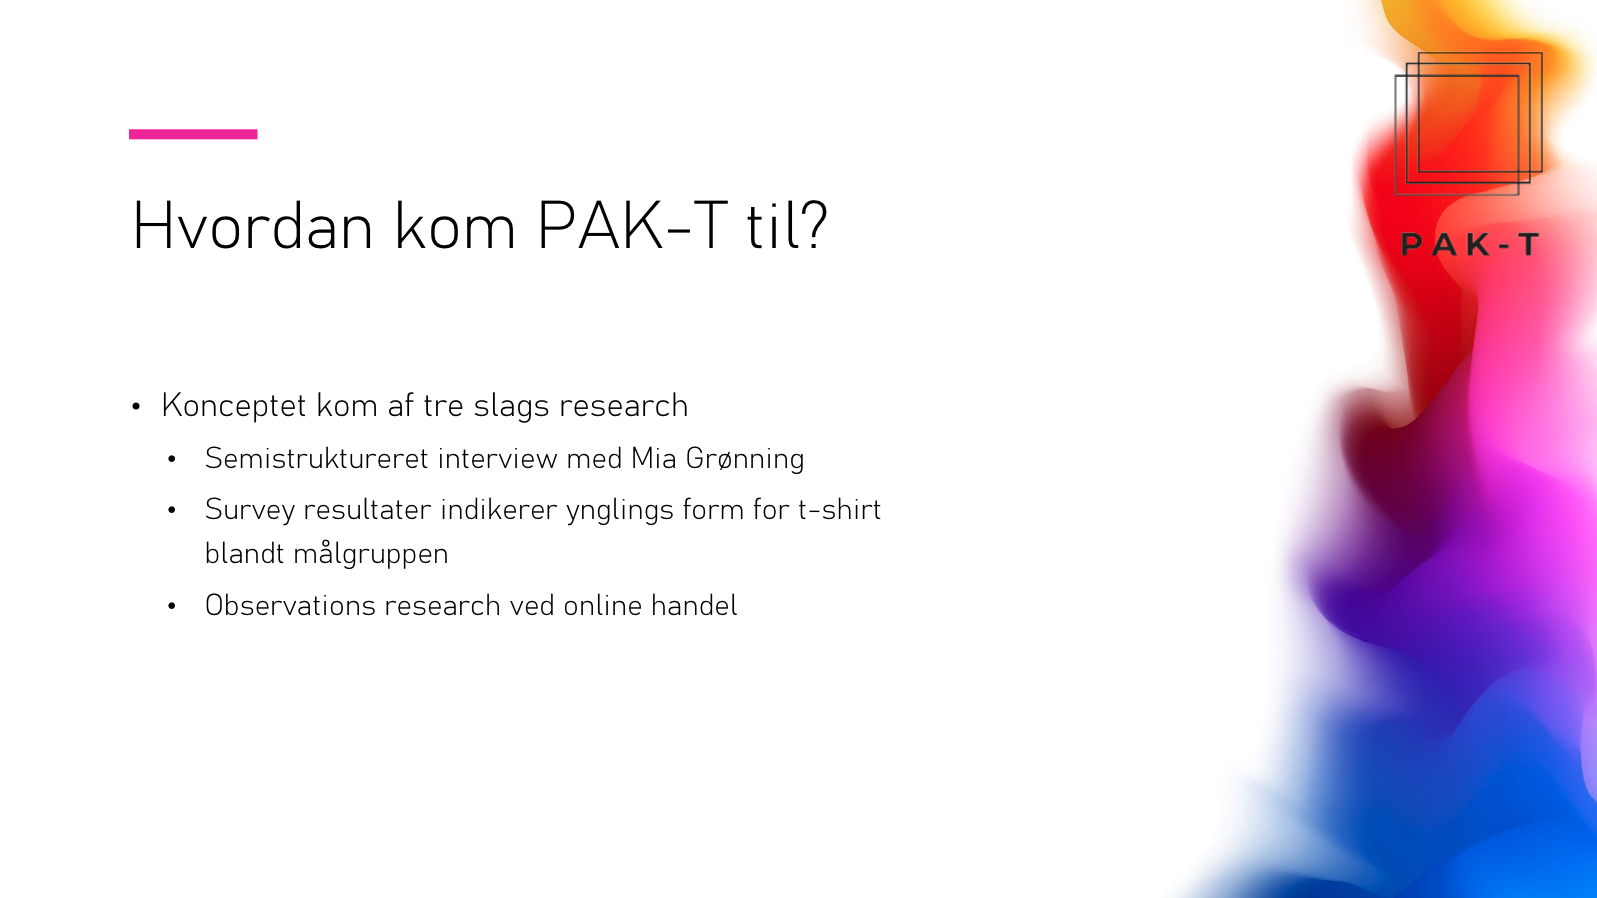 PAK-T
Hvordan kom PAK-T til?
• Konceptet kom af tre slags research
• Semistruktureret interview med Mia Grønning
• Survey resultater indikerer ynglings form for t-shirt
blandt målgruppen
• Observations research ved online handel